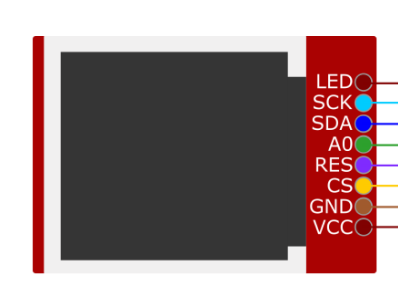 LED
SCK
SDA
A0
RES
CS
GND
VCC